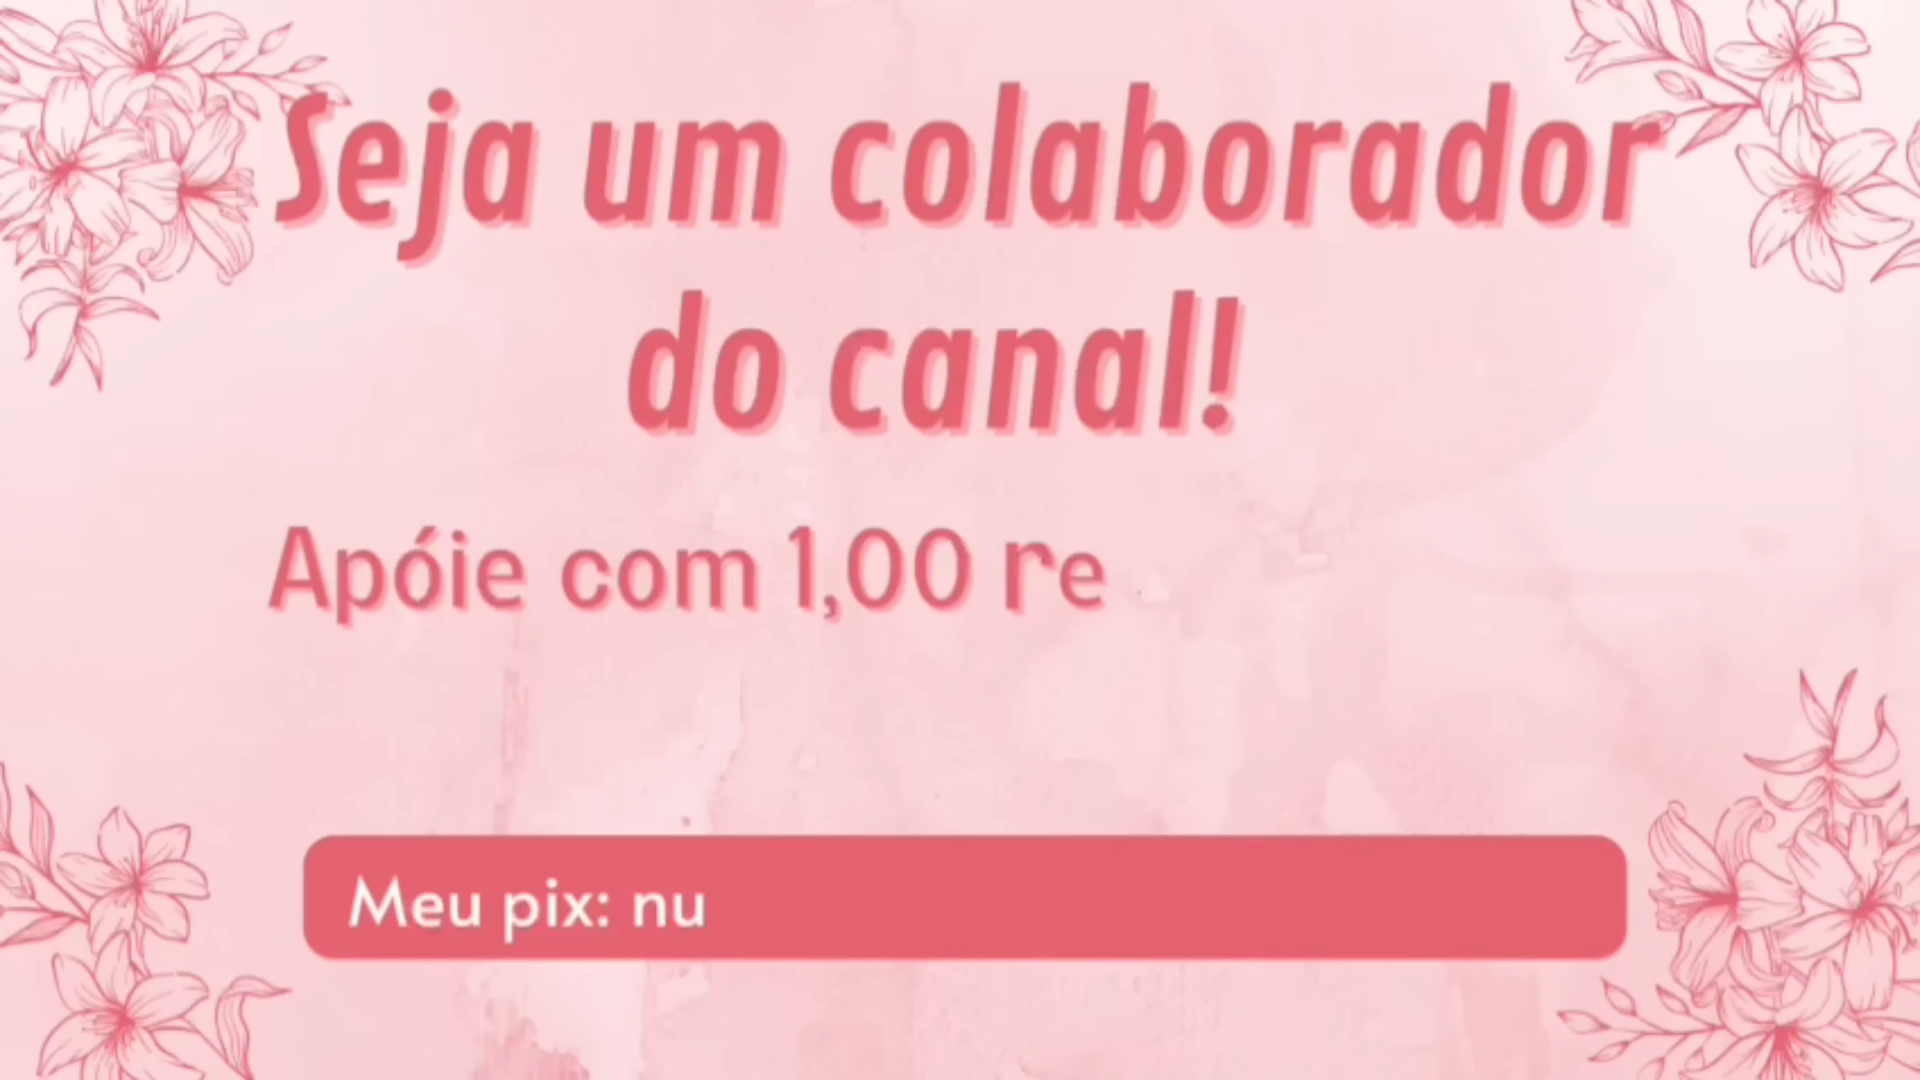 Seja um colaborador
do canal!
Apóie com 1,00 re
Meu pix: nu